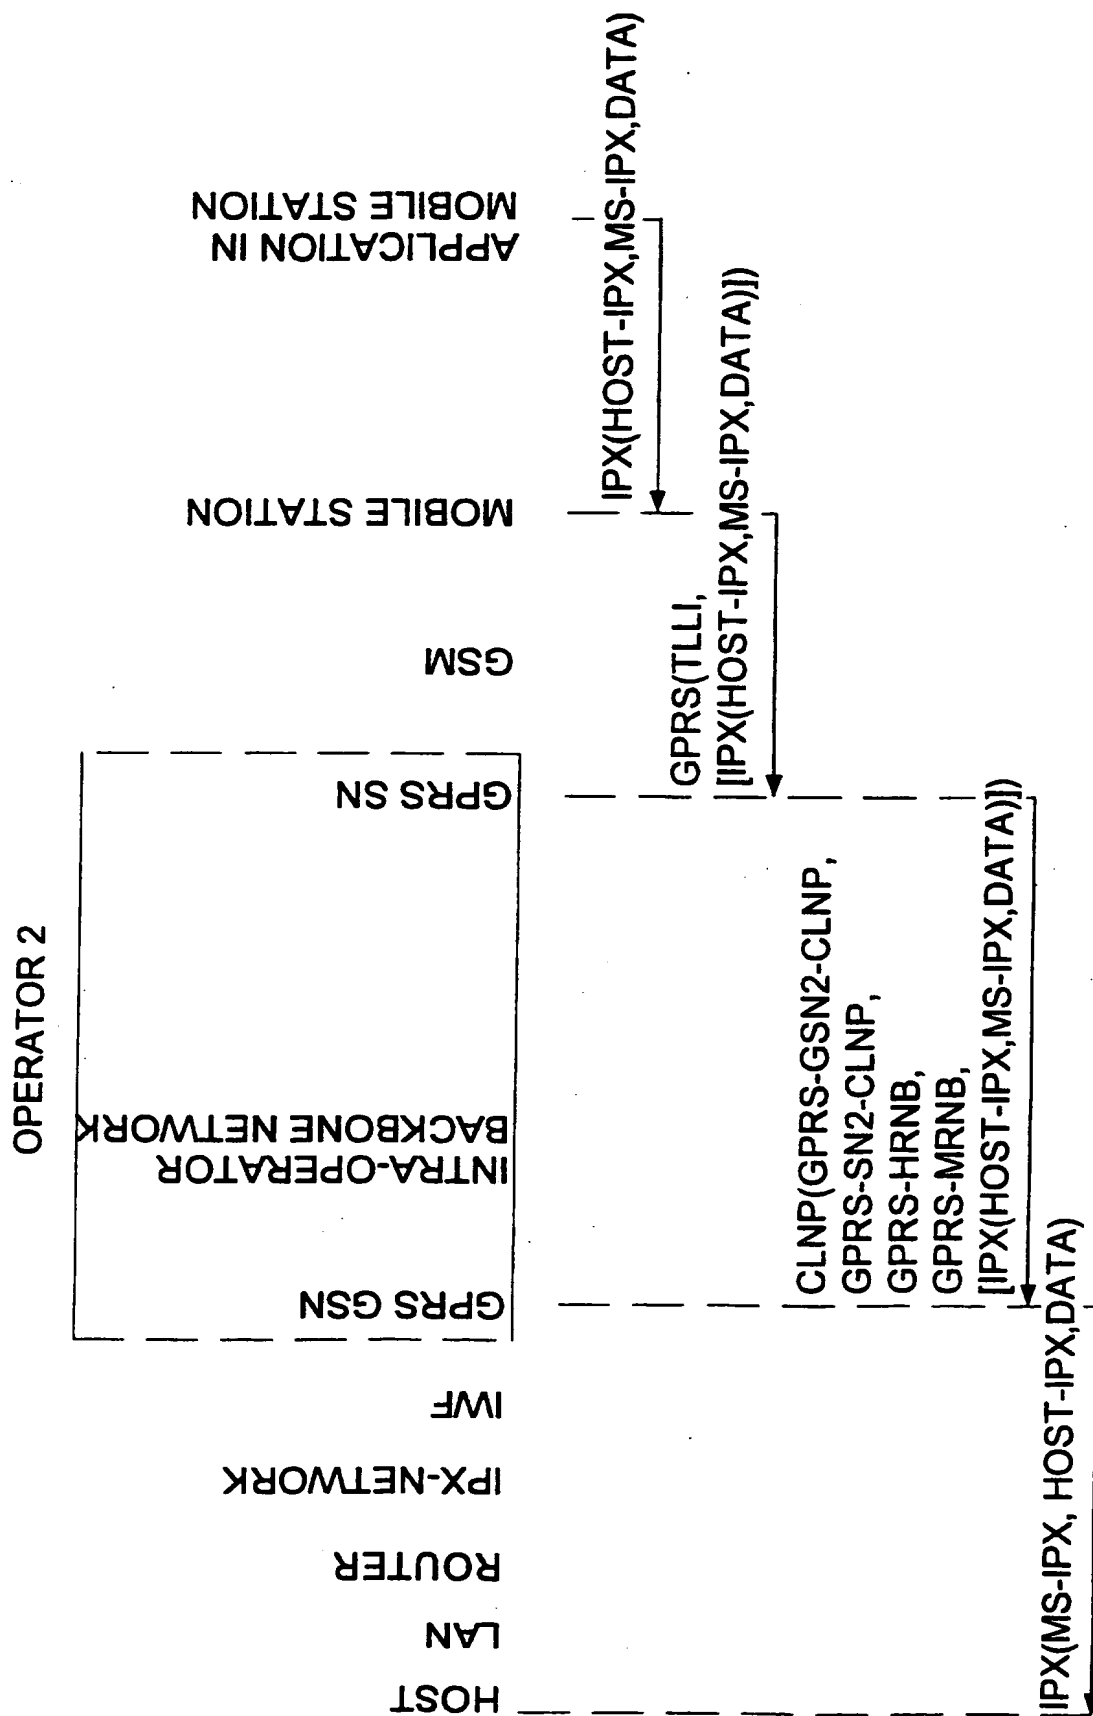 OPERATOR 2
HOST
LAN
ROUTER
IPX-NETWORK
IWF
GPRS GSN
INTRA-OPERATOR
BACKBONE NETWORK
GPRS SN
GSM
MOBILE STATION
APPLICATION IN
MOBILE STATION
IPX(HOST-IPX,MS-IPX,DATA)
GPRS(TLLI,
[IPX(HOST-IPX,MS-IPX,DATA)])
CLNP(GPRS-GSN2-CLNP,
GPRS-SN2-CLNP,
GPRS-HRNB,
GPRS-MRNB,
[IPX(HOST-IPX,MS-IPX,DATA)])
IPX(MS-IPX, HOST-IPX,DATA)